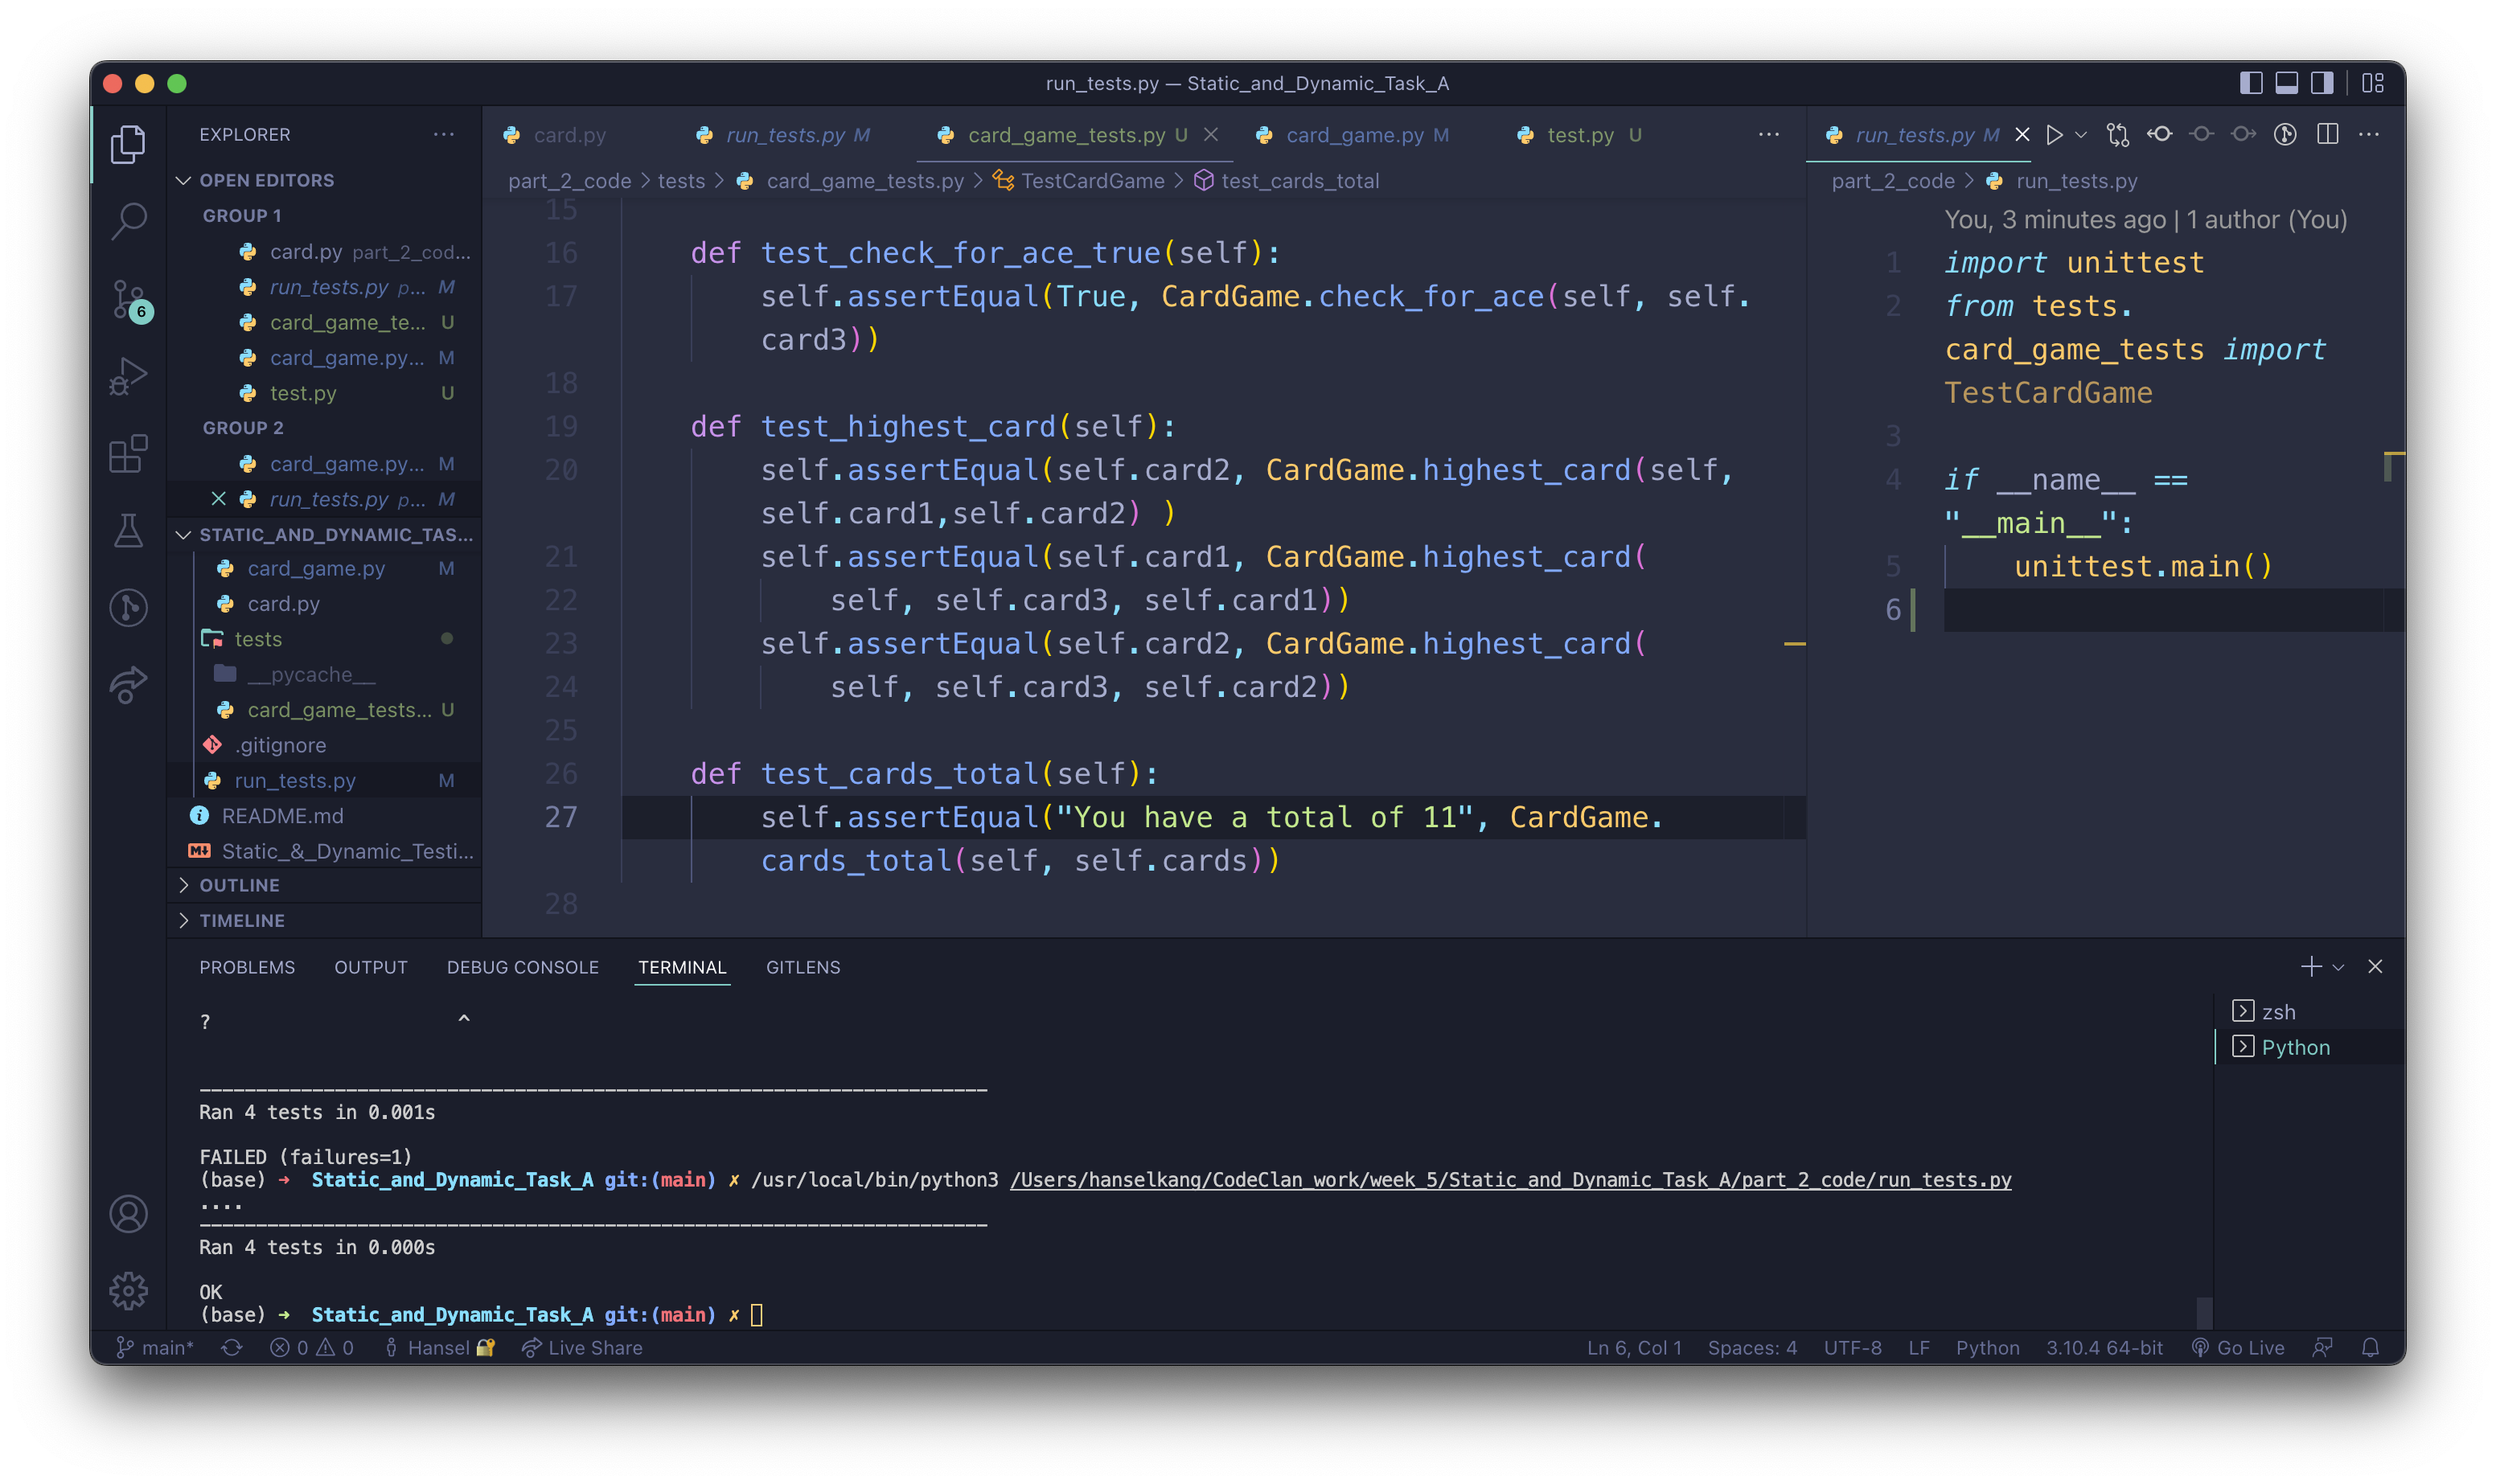 run_tests.py — Static_and_Dynamic_Task_A
EXPLORER
OPEN EDITORS
GROUP 1
card.py part_2_cod...
run_tests.py p... M
card_game_te... U
card_game.py... M
test.py U
GROUP 2
card_game.py... M
run_tests.py p... M
STATIC_AND_DYNAMIC_TAS...
card_game.py M
card.py
tests
__pycache__
card_game_tests... U
.gitignore
run_tests.py M
README.md
Static_&_Dynamic_Testi...
OUTLINE
TIMELINE
6
card.py run_tests.py M card_game_tests.py U card_game.py M test.py U
part_2_code > tests > card_game_tests.py > TestCardGame > test_cards_total
15
16 def test_check_for_ace_true(self):
17 self.assertEqual(True, CardGame.check_for_ace(self, self.
card3))
18
19 def test_highest_card(self):
20 self.assertEqual(self.card2, CardGame.highest_card(self,
self.card1,self.card2) )
21 self.assertEqual(self.card1, CardGame.highest_card(
22 self, self.card3, self.card1))
23 self.assertEqual(self.card2, CardGame.highest_card(
24 self, self.card3, self.card2))
25
26 def test_cards_total(self):
27 self.assertEqual("You have a total of 11", CardGame.
cards_total(self, self.cards))
28
run_tests.py M
part_2_code > run_tests.py
You, 3 minutes ago | 1 author (You)
1 import unittest
2 from tests.
card_game_tests import
TestCardGame
3
4 if __name__ ==
"__main__":
5 unittest.main()
6
PROBLEMS OUTPUT DEBUG CONSOLE TERMINAL GITLENS
? ^
----------------------------------------------------------------------
Ran 4 tests in 0.001s
FAILED (failures=1)
(base) ➜ Static_and_Dynamic_Task_A git:(main) ✗ /usr/local/bin/python3 /Users/hanselkang/CodeClan_work/week_5/Static_and_Dynamic_Task_A/part_2_code/run_tests.py
....
----------------------------------------------------------------------
Ran 4 tests in 0.000s
OK
(base) ➜ Static_and_Dynamic_Task_A git:(main) ✗
zsh
Python
main* 0 0 Hansel Live Share Ln 6, Col 1 Spaces: 4 UTF-8 LF Python 3.10.4 64-bit Go Live